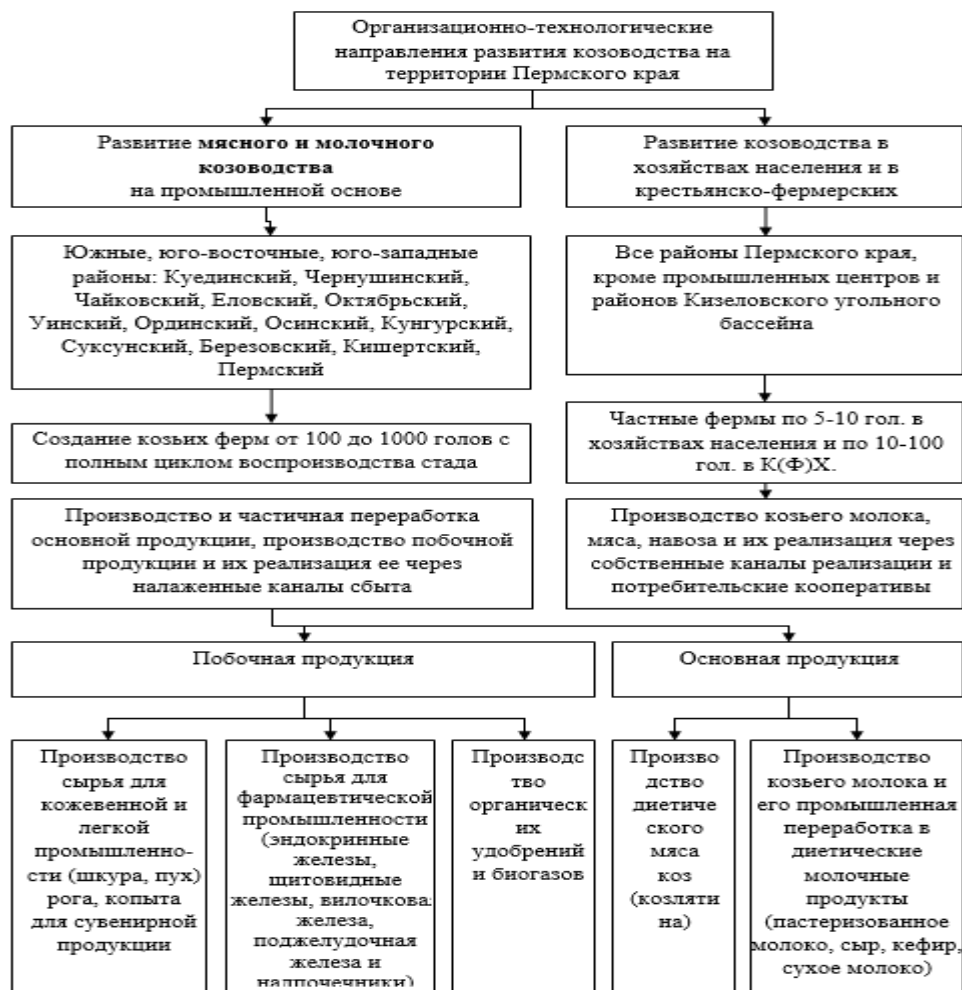 Организационно-технологические
направления развития козоводства на
территории Пермского края
Развитие мясного и молочного
козоводства
на промышленной основе
Развитие козоводства в
хозяйствах населения и в
крестьянско-фермерских
Южные, юго-восточные, юго-западные
районы: Куединский, Чернушинский,
Чайковский, Еловский, Октябрьский,
Уинский, Ординский, Осинский, Кунгурский,
Суксунский, Березовский, Кишертский,
Пермский
Все районы Пермского края,
кроме промышленных центров и
районов Кизеловского угольного
бассейна
Создание козьих ферм от 100 до 1000 голов с
полным циклом воспроизводства стада
Частные фермы по 5-10 гол. в
хозяйствах населения и по 10-100
гол. в К(Ф)Х.
Производство и частичная переработка
основной продукции, производство побочной
продукции и их реализация ее через
налаженные каналы сбыта
Производство козьего молока,
мяса, навоза и их реализация через
собственные каналы реализации и
потребительские кооперативы
Побочная продукция
Основная продукция
Производство
сырья для
кожевенной и
легкой
промышленно-
сти (шкура, пух)
рога, копыта
для сувенирной
продукции
Производство
сырья для
фармацевтической
промышленности
(эндокринные
железы,
щитовидные
железы, вилочкова
железа,
поджелудочная
железа и
надпочечники)
Производс
тво
органическ
их
удобрений
и биогазов
Произво
дство
диетиче
ского
мяса
коз
(козляти
на)
Производство
козьего молока и
его промышленная
переработка в
диетические
молочные
продукты
(пастеризованное
молоко, сыр, кефир,
сухое молоко)